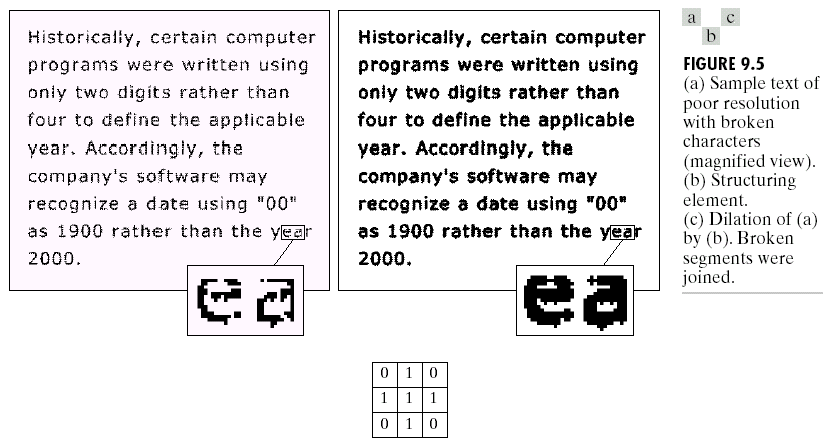 Historically, certain computer
programs were written using
only two digits rather than
four to define the applicable
year. Accordingly, the
company's software may
recognize a date using "00"
as 1900 rather than the year
2000.
ea
Historically, certain computer
programs were written using
only two digits rather than
four to define the applicable
year. Accordingly, the
company's software may
recognize a date using "00"
as 1900 rather than the year
2000.
ea
a c
b
FIGURE 9.5
(a) Sample text of
poor resolution
with broken
characters
(magnified view).
(b) Structuring
element.
(c) Dilation of (a)
by (b). Broken
segments were
joined.
0 1 0
1 1 1
0 1 0